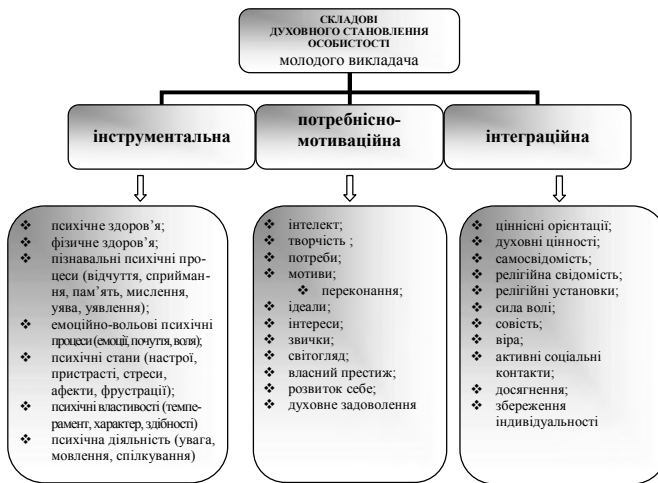 СКЛАДОВІ
ДУХОВНОГО СТАНОВЛЕННЯ
ОСОБИСТОСТІ
молодого викладача
інструментальна
потребнісно-
мотиваційна
інтеграційна
❖ психічне здоров’я;
❖ фізичне здоров’я;
❖ пізнавальні психічні про-
цеси (відчуття, сприйман-
ня, пам’ять, мислення,
уява, уявлення);
❖ емоційно-вольові психічні
процеси (емоції, почуття, воля);
❖ психічні стани (настрої,
пристрасті, стреси,
афекти, фрустрації);
❖ психічні властивості (темпе-
рамент, характер, здібності)
❖ психічна діяльність (увага,
мовлення, спілкування)
❖ інтелект;
❖ творчість ;
❖ потреби;
❖ мотиви;
❖ переконання;
❖ ідеали;
❖ інтереси;
❖ звички;
❖ світогляд;
❖ власний престиж;
❖ розвиток себе;
❖ духовне задоволення
❖ ціннісні орієнтації;
❖ духовні цінності;
❖ самосвідомість;
❖ релігійна свідомість;
❖ релігійні установки;
❖ сила волі;
❖ совість;
❖ віра;
❖ активні соціальні
контакти;
❖ досягнення;
❖ збереження
індивідуальності